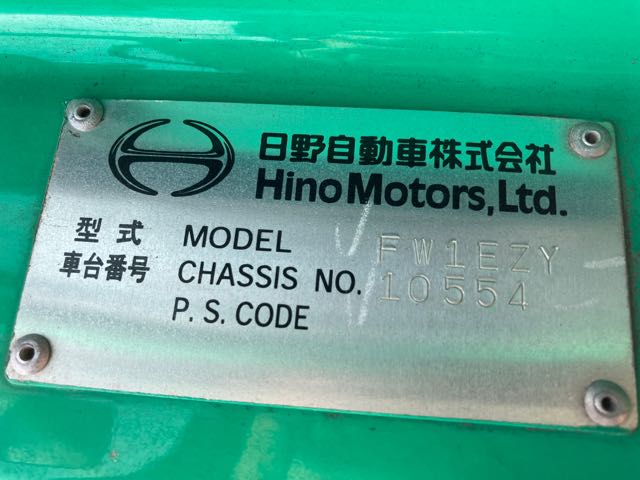 日野自動車株式会社
Hino Motors, Ltd.
型式 MODEL FW1EZY
車台番号 CHASSIS NO. 10554
P. S. CODE